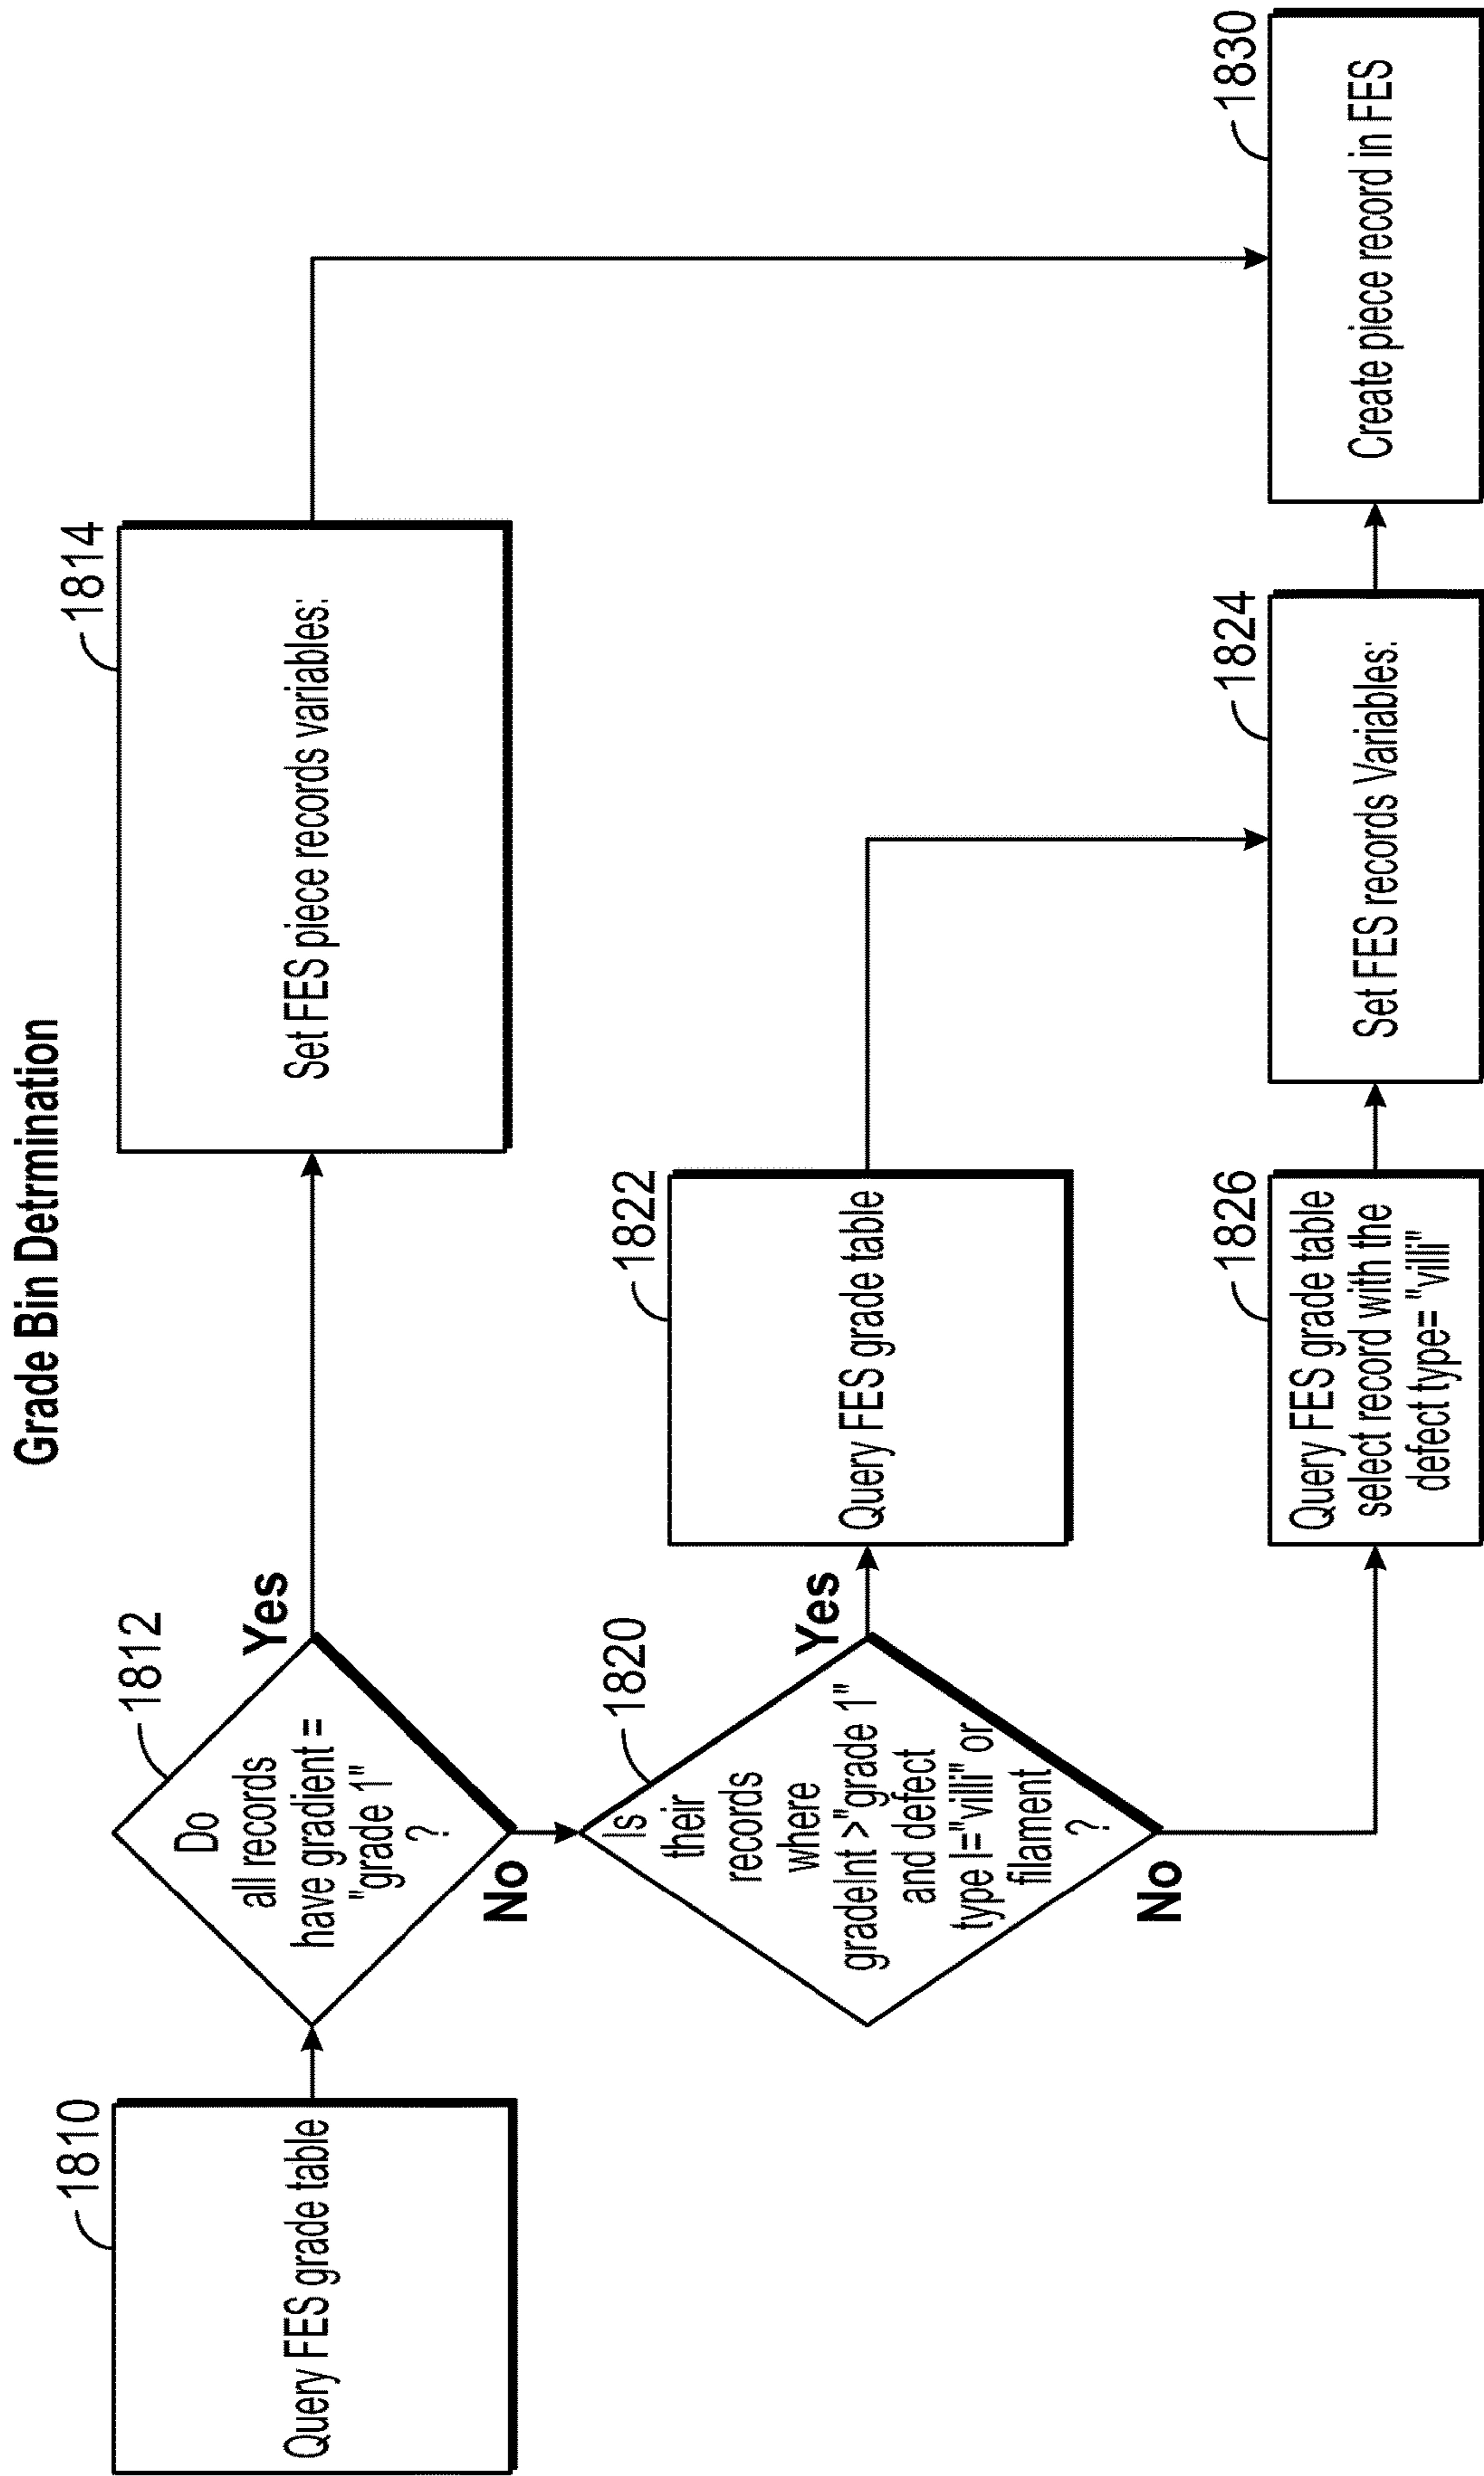 Grade Bin Detrmination
1810
Query FES grade table
1812
Do
all records
have gradient =
"grade 1"
?
Yes
No
1814
Set FES piece records variables:
1820
Is
their
records
where
gradeInt >"grade 1"
and defect
type I="villi" or
filament
?
Yes
No
1822
Query FES grade table
1826
Query FES grade table
select record with the
defect type= "villi"
1824
Set FES records Variables:
1830
Create piece record in FES